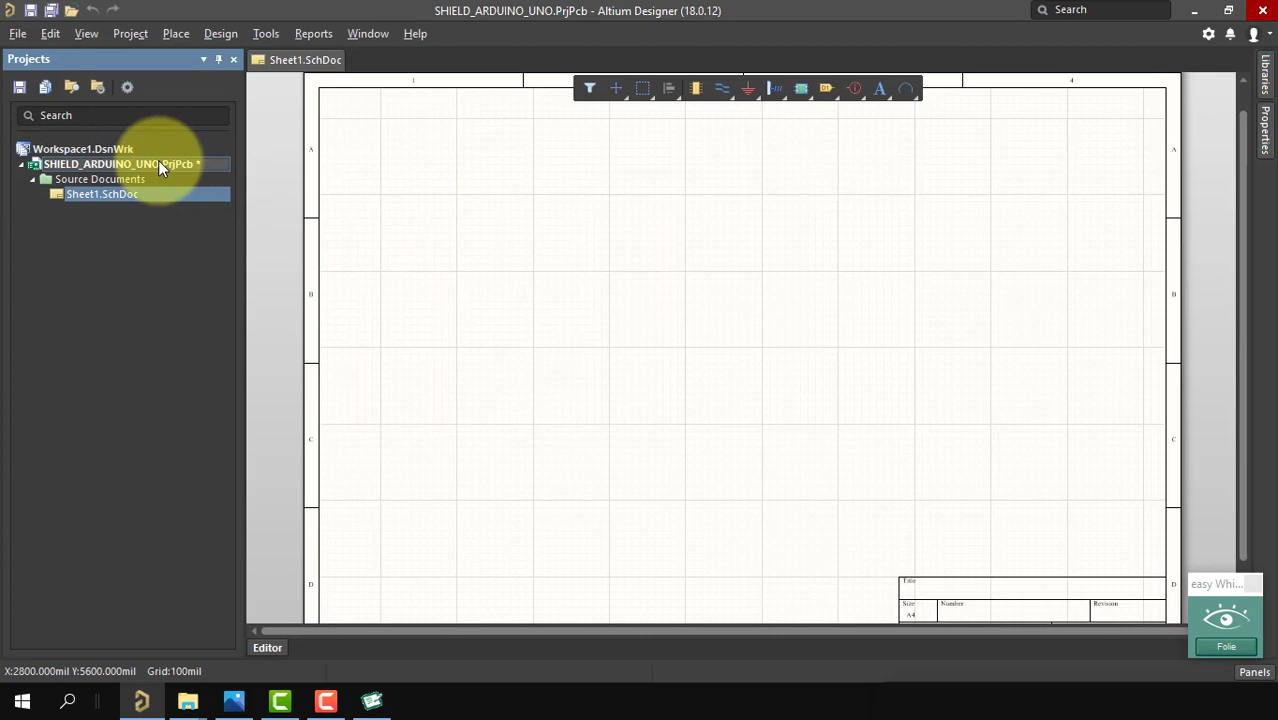 SHIELD_ARDUINO_UNO.PrjPcb - Altium Designer (18.0.12)
Search
File Edit View Project Place Design Tools Reports Window Help
Projects
Sheet1.SchDoc
Libraries
Properties
Search
Workspace1.DsnWrk
SHIELD_ARDUINO_UNO.PrjPcb *
Source Documents
Sheet1.SchDoc
1
4
A
A
B
B
C
C
D
D
Title
Size
Number
Revision
A4
easy Whi...
Folie
Editor
X:2800.000mil Y:5600.000mil Grid:100mil
Panels